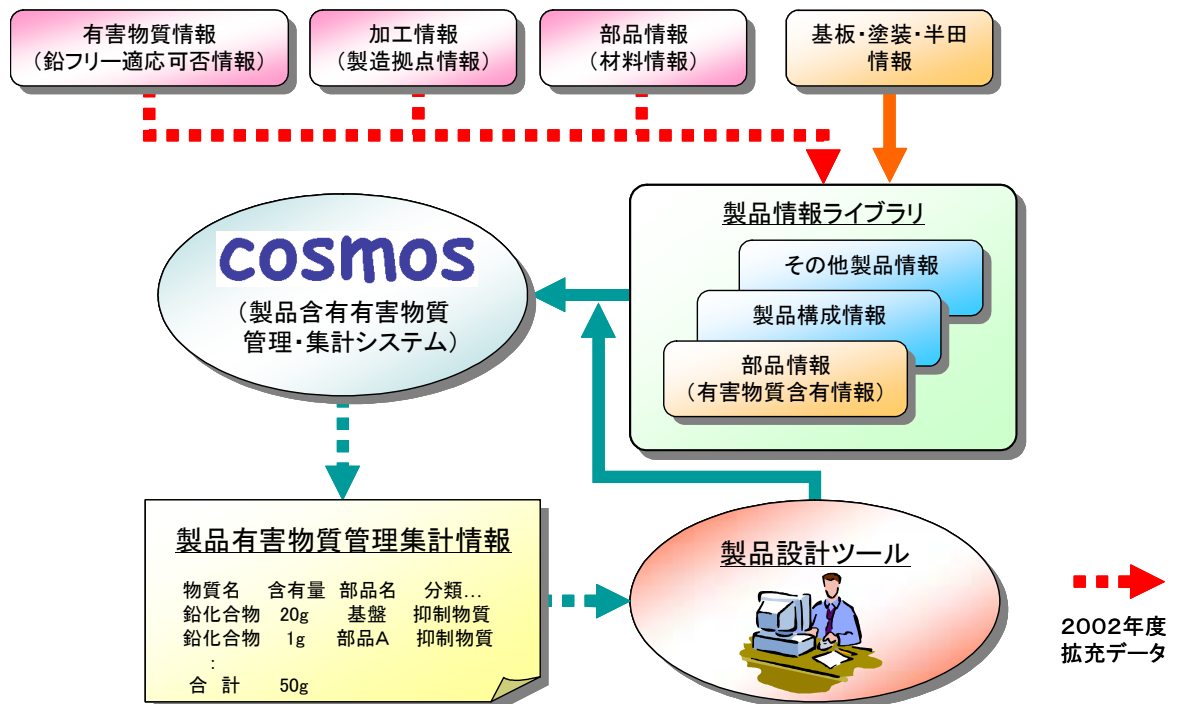 有害物質情報
（鉛フリー適応可否情報）
加工情報
（製造拠点情報）
部品情報
（材料情報）
基板・塗装・半田
情報
製品情報ライブラリ
その他製品情報
製品構成情報
部品情報
（有害物質含有情報）
cosmos
（製品含有有害物質
管理・集計システム）
製品有害物質管理集計情報
物質名 含有量 部品名 分類…
鉛化合物 20g 基盤 抑制物質
鉛化合物 1g 部品A 抑制物質
：
合 計 50g
製品設計ツール
2002年度
拡充データ